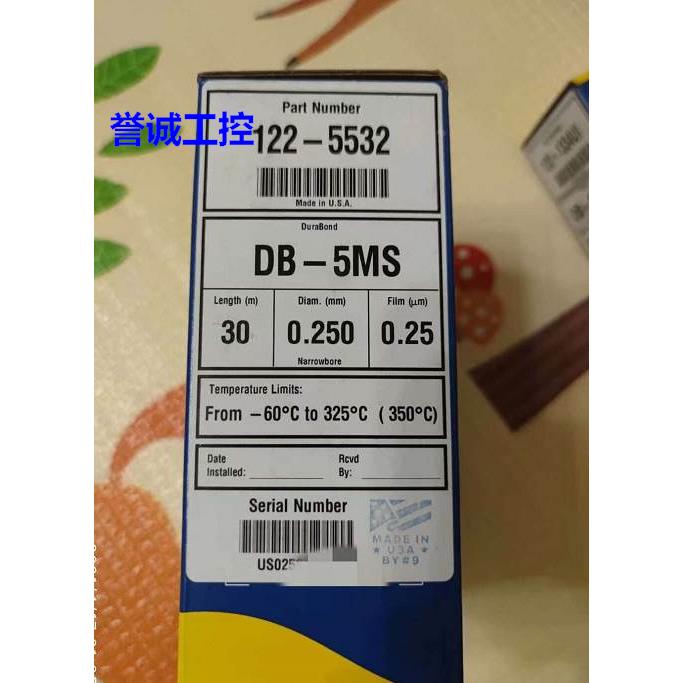 Part Number
誉诚工控
122-5532
Made in U.S.A.
DuraBond
DB-5MS
Length (m) Diam. (mm) Film (µm)
30 0.250 0.25
Narrowbore
Temperature Limits:
From -60°C to 325°C (350°C)
Date Rcvd
Installed: By:
Serial Number
US025
MADE IN
USA
BY #9